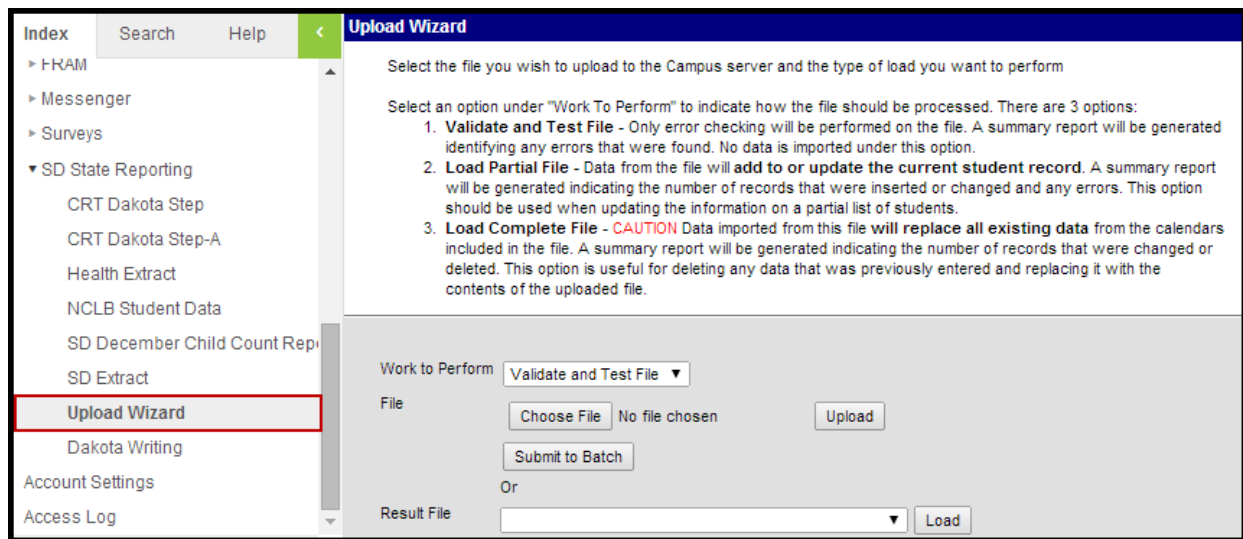 Index Search Help <
FRAM
Messenger
Surveys
SD State Reporting
CRT Dakota Step
CRT Dakota Step-A
Health Extract
NCLB Student Data
SD December Child Count Repo
SD Extract
Upload Wizard
Dakota Writing
Account Settings
Access Log
Upload Wizard
Select the file you wish to upload to the Campus server and the type of load you want to perform
Select an option under "Work To Perform" to indicate how the file should be processed. There are 3 options:
1. Validate and Test File - Only error checking will be performed on the file. A summary report will be generated
identifying any errors that were found. No data is imported under this option.
2. Load Partial File - Data from the file will add to or update the current student record. A summary report
will be generated indicating the number of records that were inserted or changed and any errors. This option
should be used when updating the information on a partial list of students.
3. Load Complete File - CAUTION Data imported from this file will replace all existing data from the calendars
included in the file. A summary report will be generated indicating the number of records that were changed or
deleted. This option is useful for deleting any data that was previously entered and replacing it with the
contents of the uploaded file.
Work to Perform Validate and Test File
File Choose File No file chosen Upload
Submit to Batch
Or
Result File Load